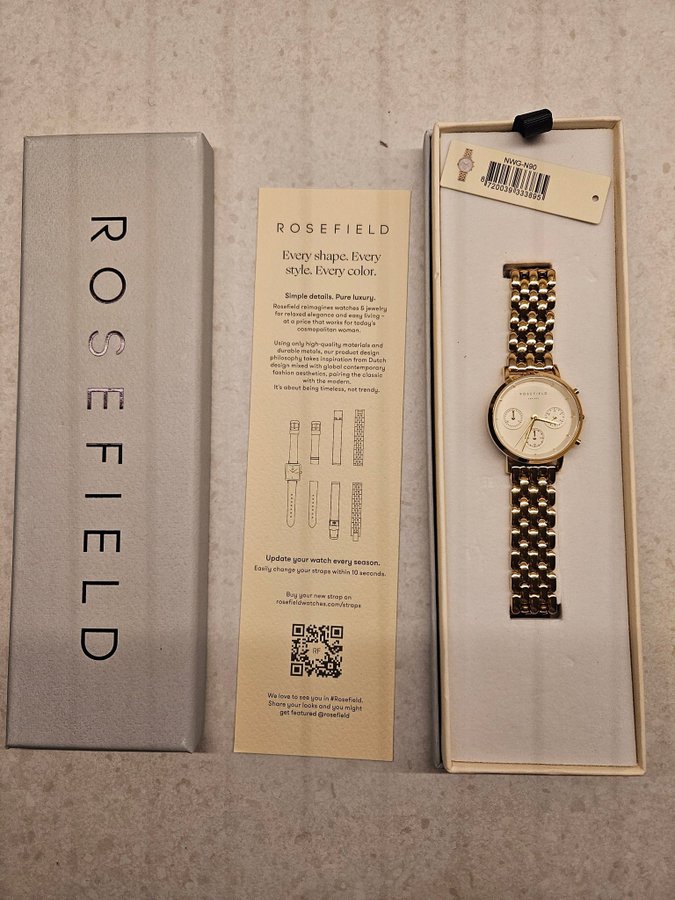 ROSEFIELD
ROSEFIELD
Every shape. Every
style. Every color.
Simple details. Pure luxury.
Rosefield reimagines watches & jewelry
for relaxed elegance and easy living –
at a price that works for today's
cosmopolitan woman.
Using only high-quality materials and
durable metals, our product design
philosophy takes inspiration from Dutch
design mixed with global contemporary
fashion aesthetics, pairing the classic
with the modern.
It's about being timeless, not trendy.
Update your watch every season.
Easily change your straps within 10 seconds.
Buy your new strap on
rosefieldwatches.com/straps
RF
We love to see you in #Rosefield.
Share your looks and you might
get featured @rosefield
NWG-N90
8 720039 333895
ROSEFIELD